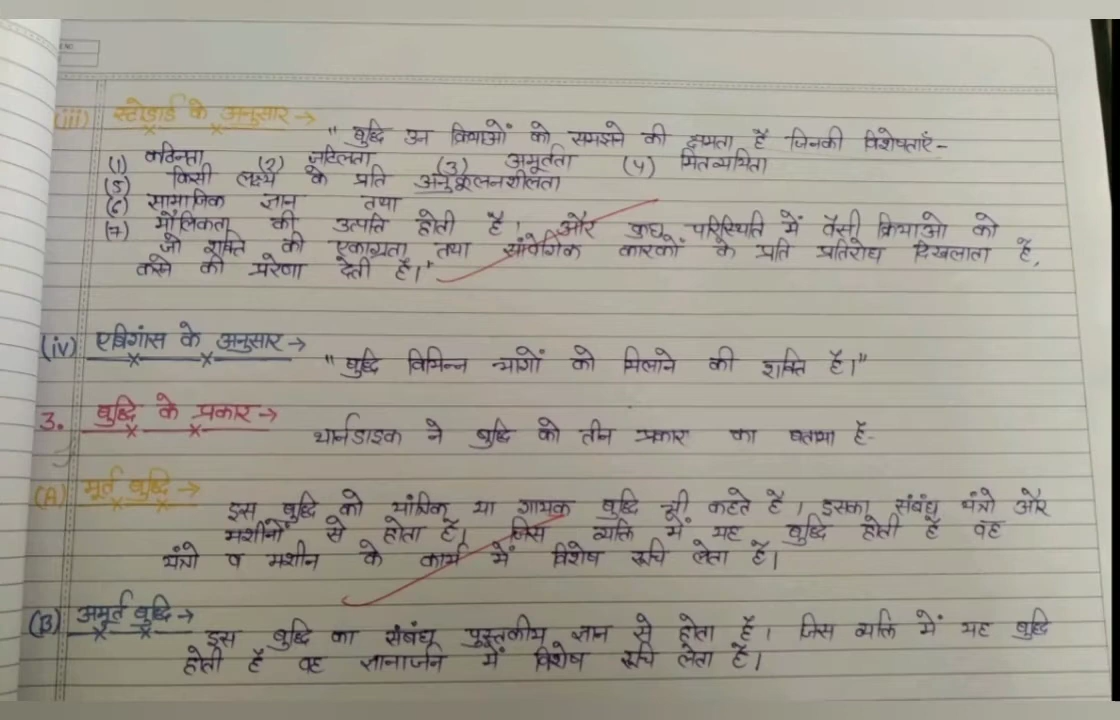 (iii) स्टोडार्ड के अनुसार →
" बुद्धि उन क्रियाओं को समझने की क्षमता है जिनकी विशेषताएँ -
(1) कठिनता (2) जटिलता (3) अमूर्तता (4) मितव्ययिता
(5) किसी लक्ष्य के प्रति अनुकूलनशीलता
(6) सामाजिक ज्ञान तथा
(7) मौलिकता की उत्पति होती है। और कुछ परिस्थिति में वैसी क्रियाओ को
जो शक्ति की एकाग्रता तथा सांवेगिक कारकों के प्रति प्रतिरोध दिखलाता है,
करने की प्रेरणा देती है।"
(iv) एबिगांस के अनुसार →
" बुद्धि विभिन्न भागों को मिलाने की शक्ति है।"
3. बुद्धि के प्रकार →
थार्नडाइक ने बुद्धि को तीन प्रकार का बताया है-
(A) मूर्त बुद्धि →
इस बुद्धि को यांत्रिक या गामक बुद्धि भी कहते है। इसका संबंध यंत्रो और
मशीनों से होता है। जिस व्यक्ति में यह बुद्धि होती है वह
यंत्रो व मशीन के कार्य में विशेष रूचि लेता है।
(B) अमूर्त बुद्धि →
इस बुद्धि का संबंध पुस्तकीय ज्ञान से होता है। जिस व्यक्ति में यह बुद्धि
होती है वह ज्ञानार्जन में विशेष रूचि लेता है।